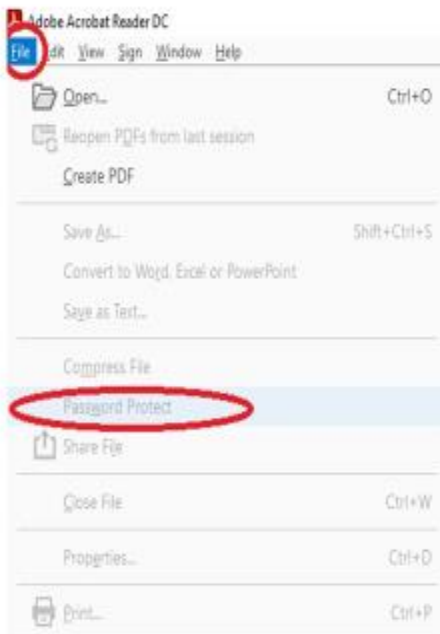 Adobe Acrobat Reader DC
File Edit View Sign Window Help
Open... Ctrl+O
Reopen PDFs from last session
Create PDF
Save As... Shift+Ctrl+S
Convert to Word, Excel or PowerPoint
Save as Text...
Compress File
Password Protect
Share File
Close File Ctrl+W
Properties... Ctrl+D
Print... Ctrl+P